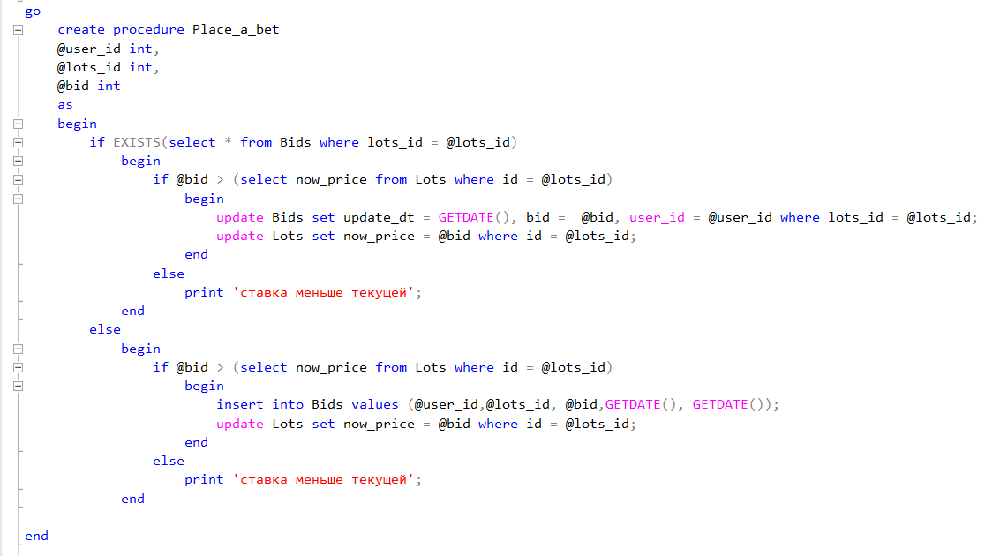 go
create procedure Place_a_bet
@user_id int,
@lots_id int,
@bid int
as
begin
if EXISTS(select * from Bids where lots_id = @lots_id)
begin
if @bid > (select now_price from Lots where id = @lots_id)
begin
update Bids set update_dt = GETDATE(), bid =  @bid, user_id = @user_id where lots_id = @lots_id;
update Lots set now_price = @bid where id = @lots_id;
end
else
print 'ставка меньше текущей';
end
else
begin
if @bid > (select now_price from Lots where id = @lots_id)
begin
insert into Bids values (@user_id,@lots_id, @bid,GETDATE(), GETDATE());
update Lots set now_price = @bid where id = @lots_id;
end
else
print 'ставка меньше текущей';
end
end